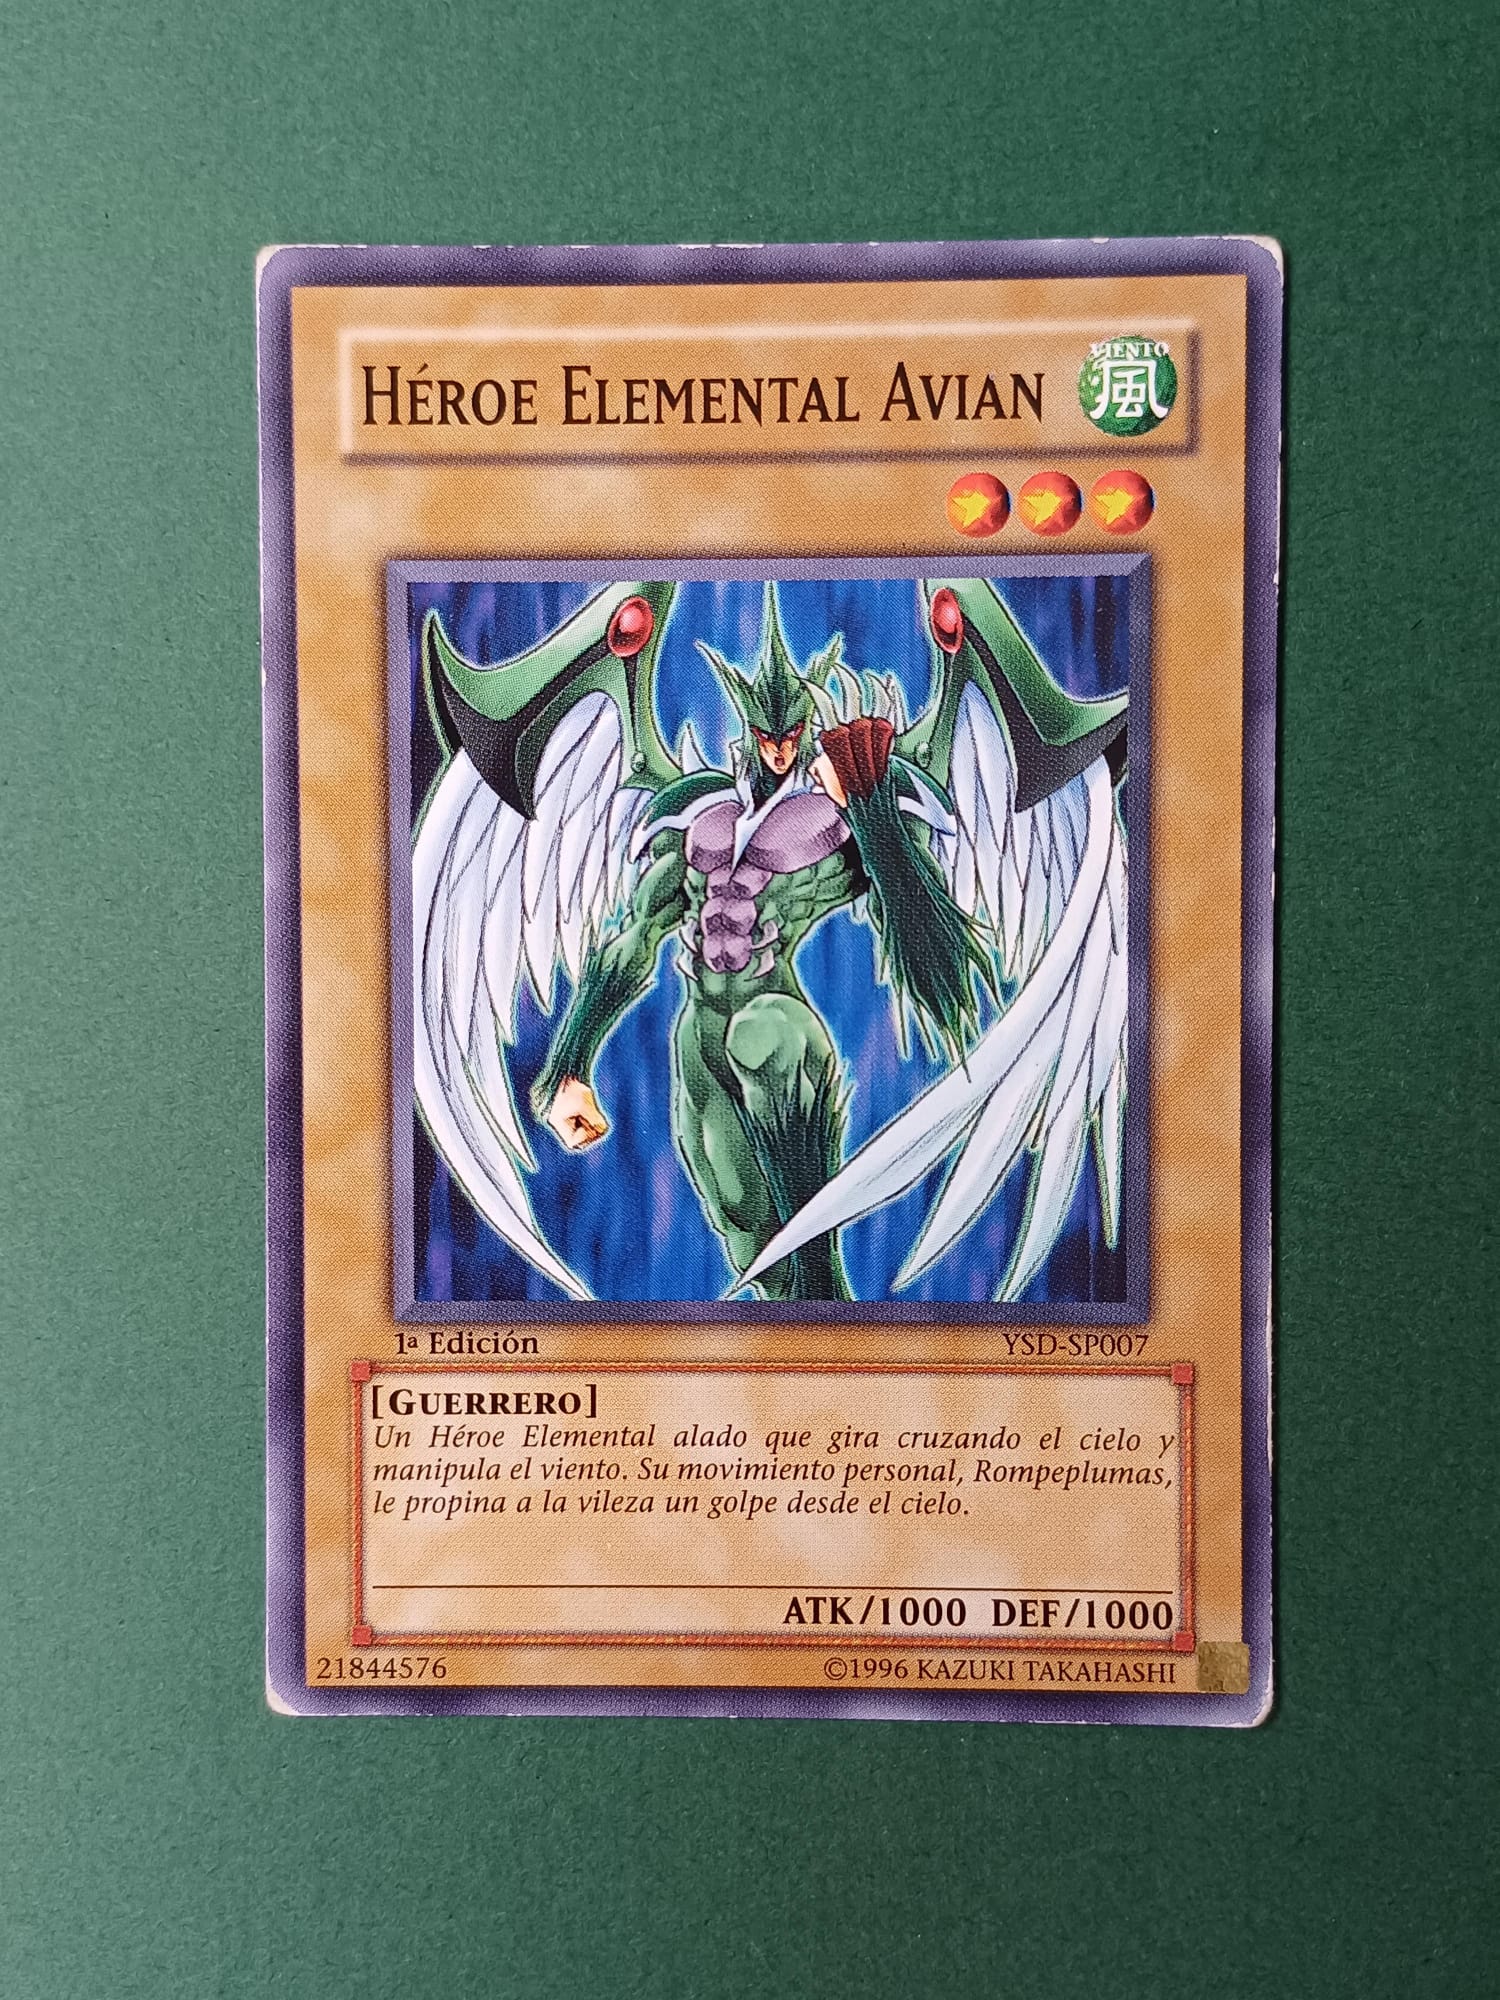 HÉROE ELEMENTAL AVIAN
VIENTO
風
1ª Edición
YSD-SP007
[GUERRERO]
Un Héroe Elemental alado que gira cruzando el cielo y
manipula el viento. Su movimiento personal, Rompeplumas,
le propina a la vileza un golpe desde el cielo.
ATK/1000 DEF/1000
21844576
©1996 KAZUKI TAKAHASHI